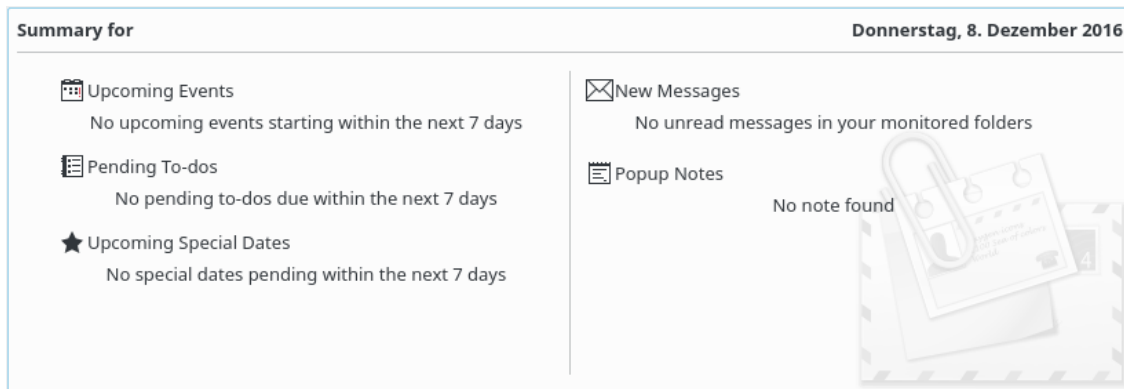 Summary for
Donnerstag, 8. Dezember 2016
Upcoming Events
No upcoming events starting within the next 7 days
Pending To-dos
No pending to-dos due within the next 7 days
Upcoming Special Dates
No special dates pending within the next 7 days
New Messages
No unread messages in your monitored folders
Popup Notes
No note found
4